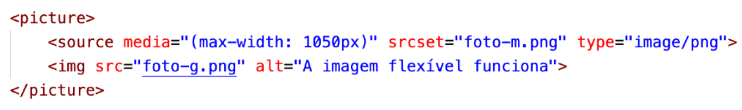 <picture>
<source media="(max-width: 1050px)" srcset="foto-m.png" type="image/png">
<img src="foto-g.png" alt="A imagem flexível funciona">
</picture>